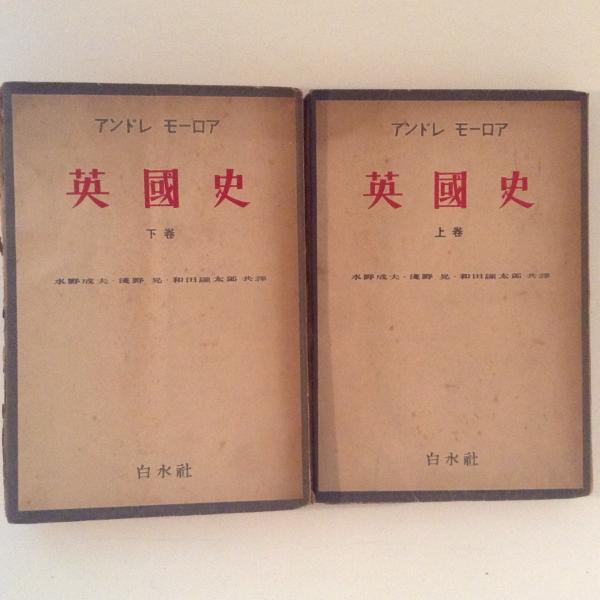 アンドレ モーロア
英國史
下巻
水野成夫・淺野晃・和田顯太郎 共譯
白水社
アンドレ モーロア
英國史
上巻
水野成夫・淺野晃・和田顯太郎 共譯
白水社